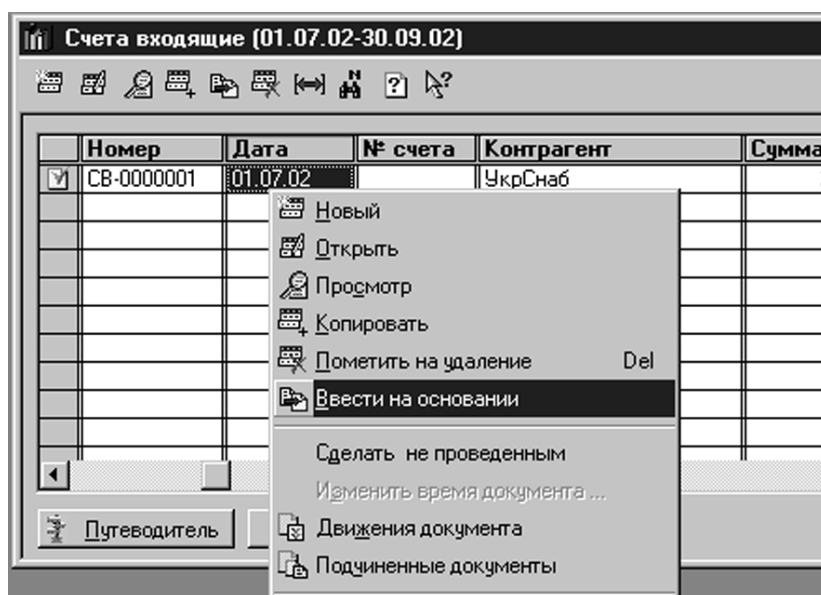 Счета входящие (01.07.02-30.09.02)
Номер Дата № счета Контрагент Сумма
СВ-0000001 01.07.02 УкрСнаб
Новый
Открыть
Просмотр
Копировать
Пометить на удаление Del
Ввести на основании
Сделать не проведенным
Изменить время документа ...
Путеводитель
Движения документа
Подчиненные документы